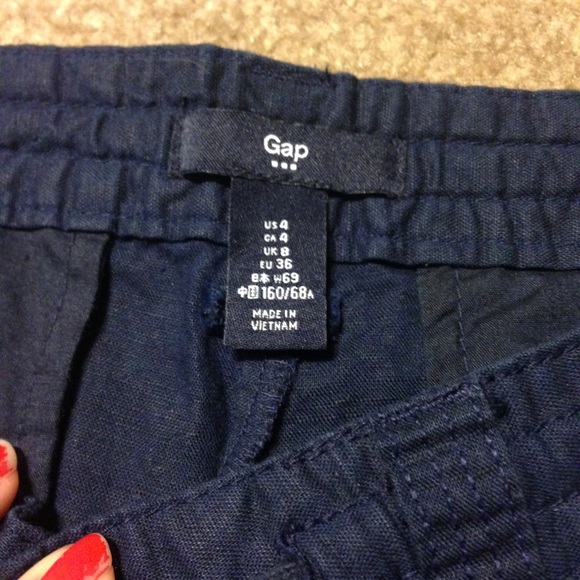 Gap
US 4
CA 4
UK 8
EU 36
日本 W69
中国 160/68A
MADE IN
VIETNAM